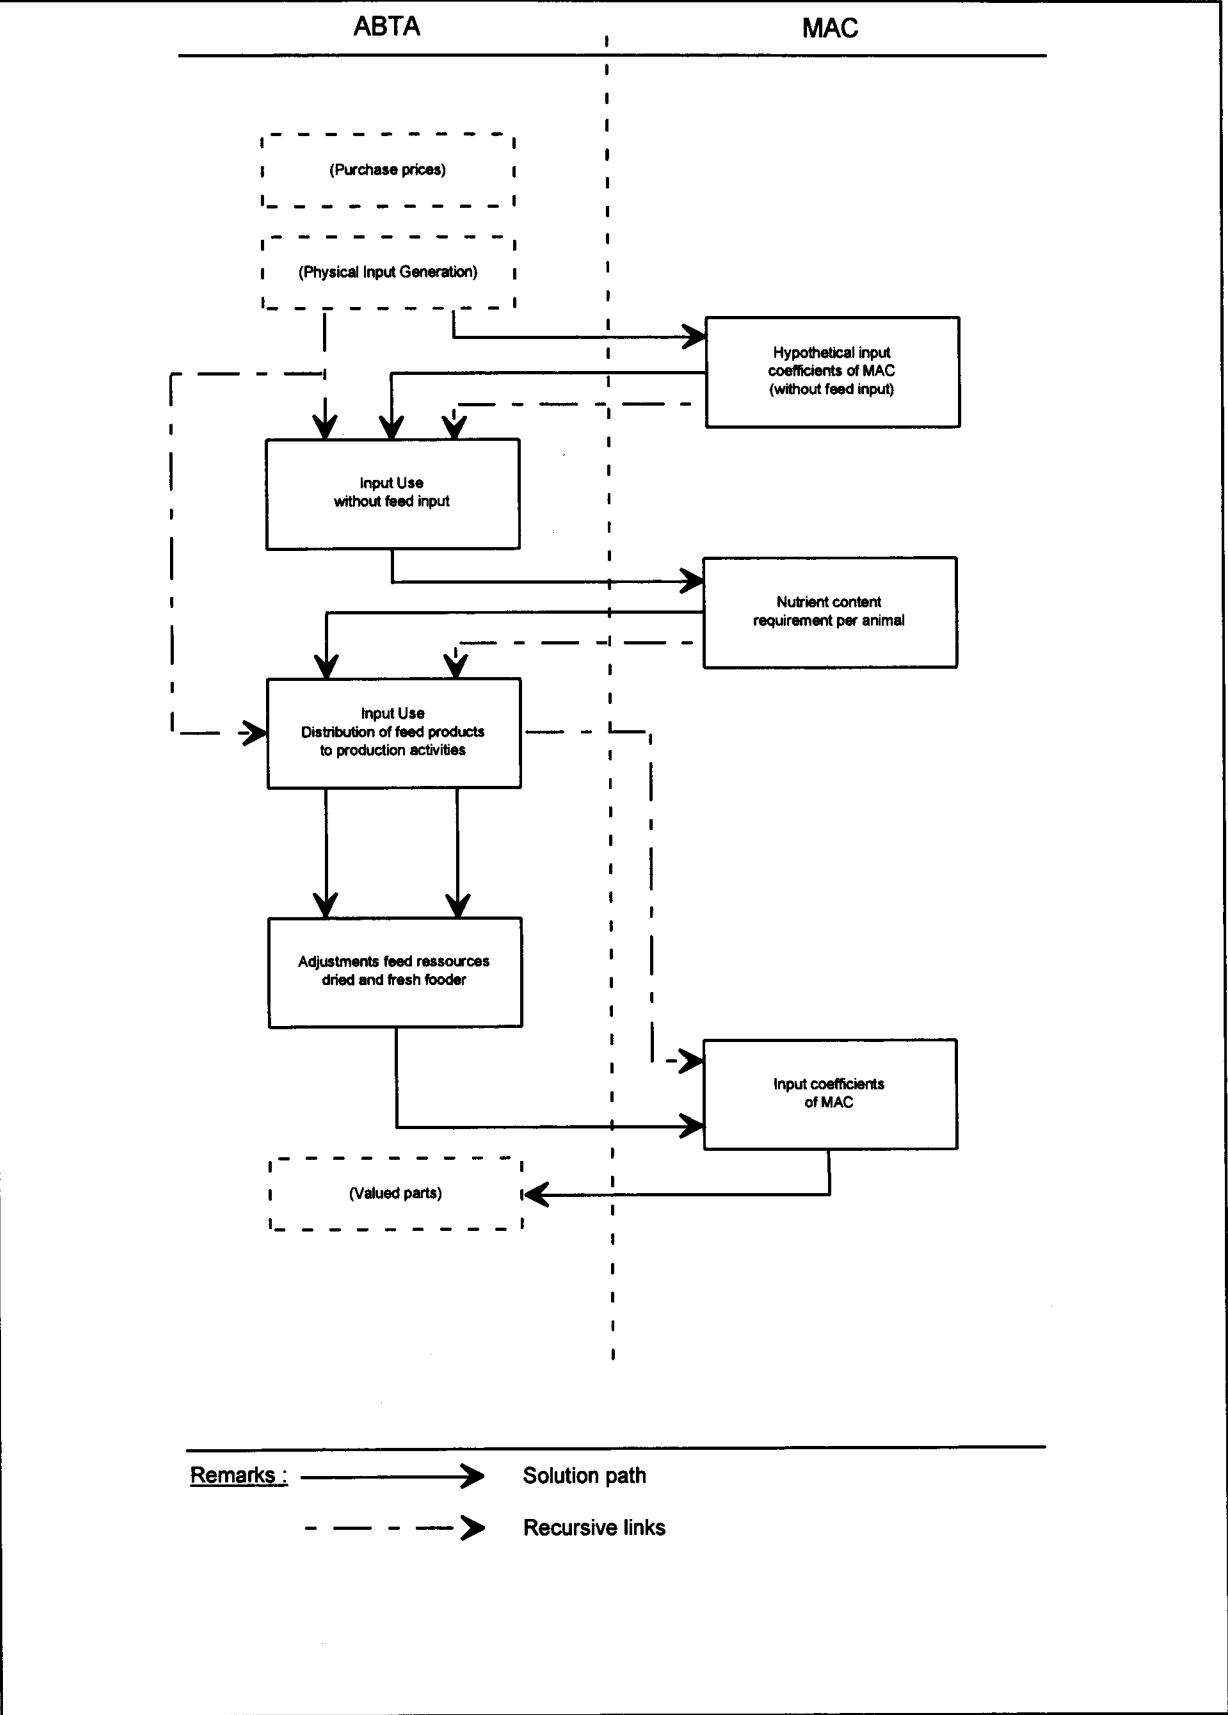 ABTA
MAC
(Purchase prices)
(Physical Input Generation)
Hypothetical input
coefficients of MAC
(without feed input)
Input Use
without feed input
Nutrient content
requirement per animal
Input Use
Distribution of feed products
to production activities
Adjustments feed ressources
dried and fresh fooder
Input coefficients
of MAC
(Valued parts)
Remarks :
Solution path
Recursive links